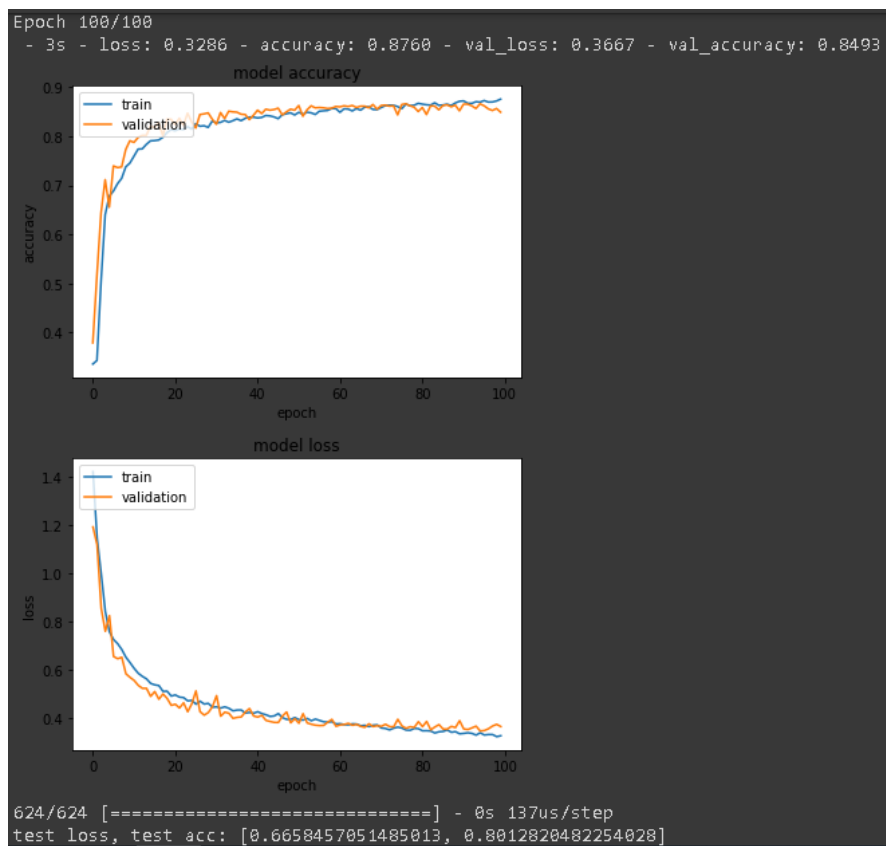 Epoch 100/100
- 3s - loss: 0.3286 - accuracy: 0.8760 - val_loss: 0.3667 - val_accuracy: 0.8493
model accuracy
0.9
0.8
0.7
0.6
0.5
0.4
accuracy
train
validation
0 20 40 60 80 100
epoch
model loss
1.4
1.2
1.0
0.8
0.6
0.4
loss
train
validation
0 20 40 60 80 100
epoch
624/624 [==============================] - 0s 137us/step
test loss, test acc: [0.6658457051485013, 0.8012820482254028]